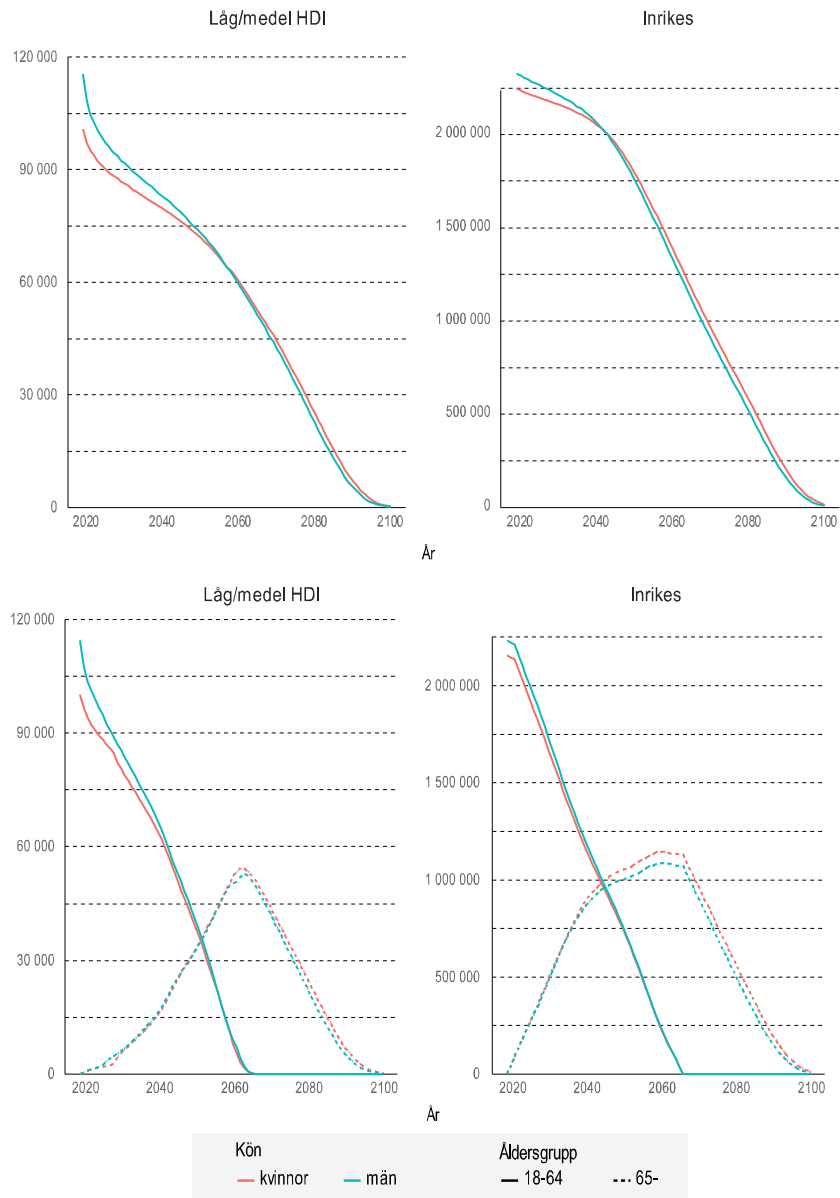 Låg/medel HDI
Inrikes
120 000
90 000
60 000
30 000
0
2 000 000
1 500 000
1 000 000
500 000
0
2020 2040 2060 2080 2100
2020 2040 2060 2080 2100
År
Låg/medel HDI
Inrikes
120 000
90 000
60 000
30 000
0
2 000 000
1 500 000
1 000 000
500 000
0
2020 2040 2060 2080 2100
2020 2040 2060 2080 2100
År
Kön
Åldersgrupp
kvinnor män
18-64 65-